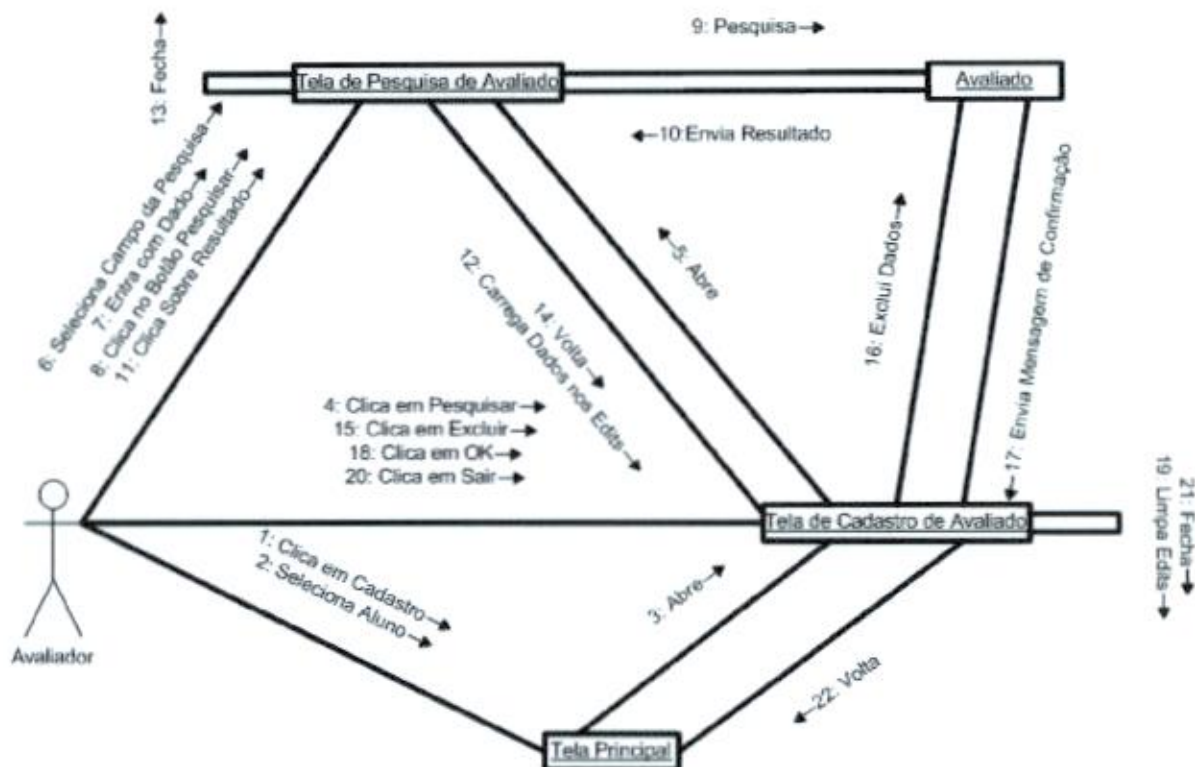 9: Pesquisa
13: Fecha
Tela de Pesquisa de Avaliado
Avaliado
10:Envia Resultado
6: Seleciona Campo da Pesquisa
7: Entra com Dado
8: Clica no Botão Pesquisar
11: Clica Sobre Resultado
5: Abre
14: Volta
12: Carrega Dados nos Edits
16: Exclui Dados
17: Envia Mensagem de Confirmação
4: Clica em Pesquisar
15: Clica em Excluir
18: Clica em OK
20: Clica em Sair
Tela de Cadastro de Avaliado
21: Fecha
19: Limpa Edits
1: Clica em Cadastro
2: Seleciona Aluno
3: Abre
22: Volta
Avaliador
Tela Principal